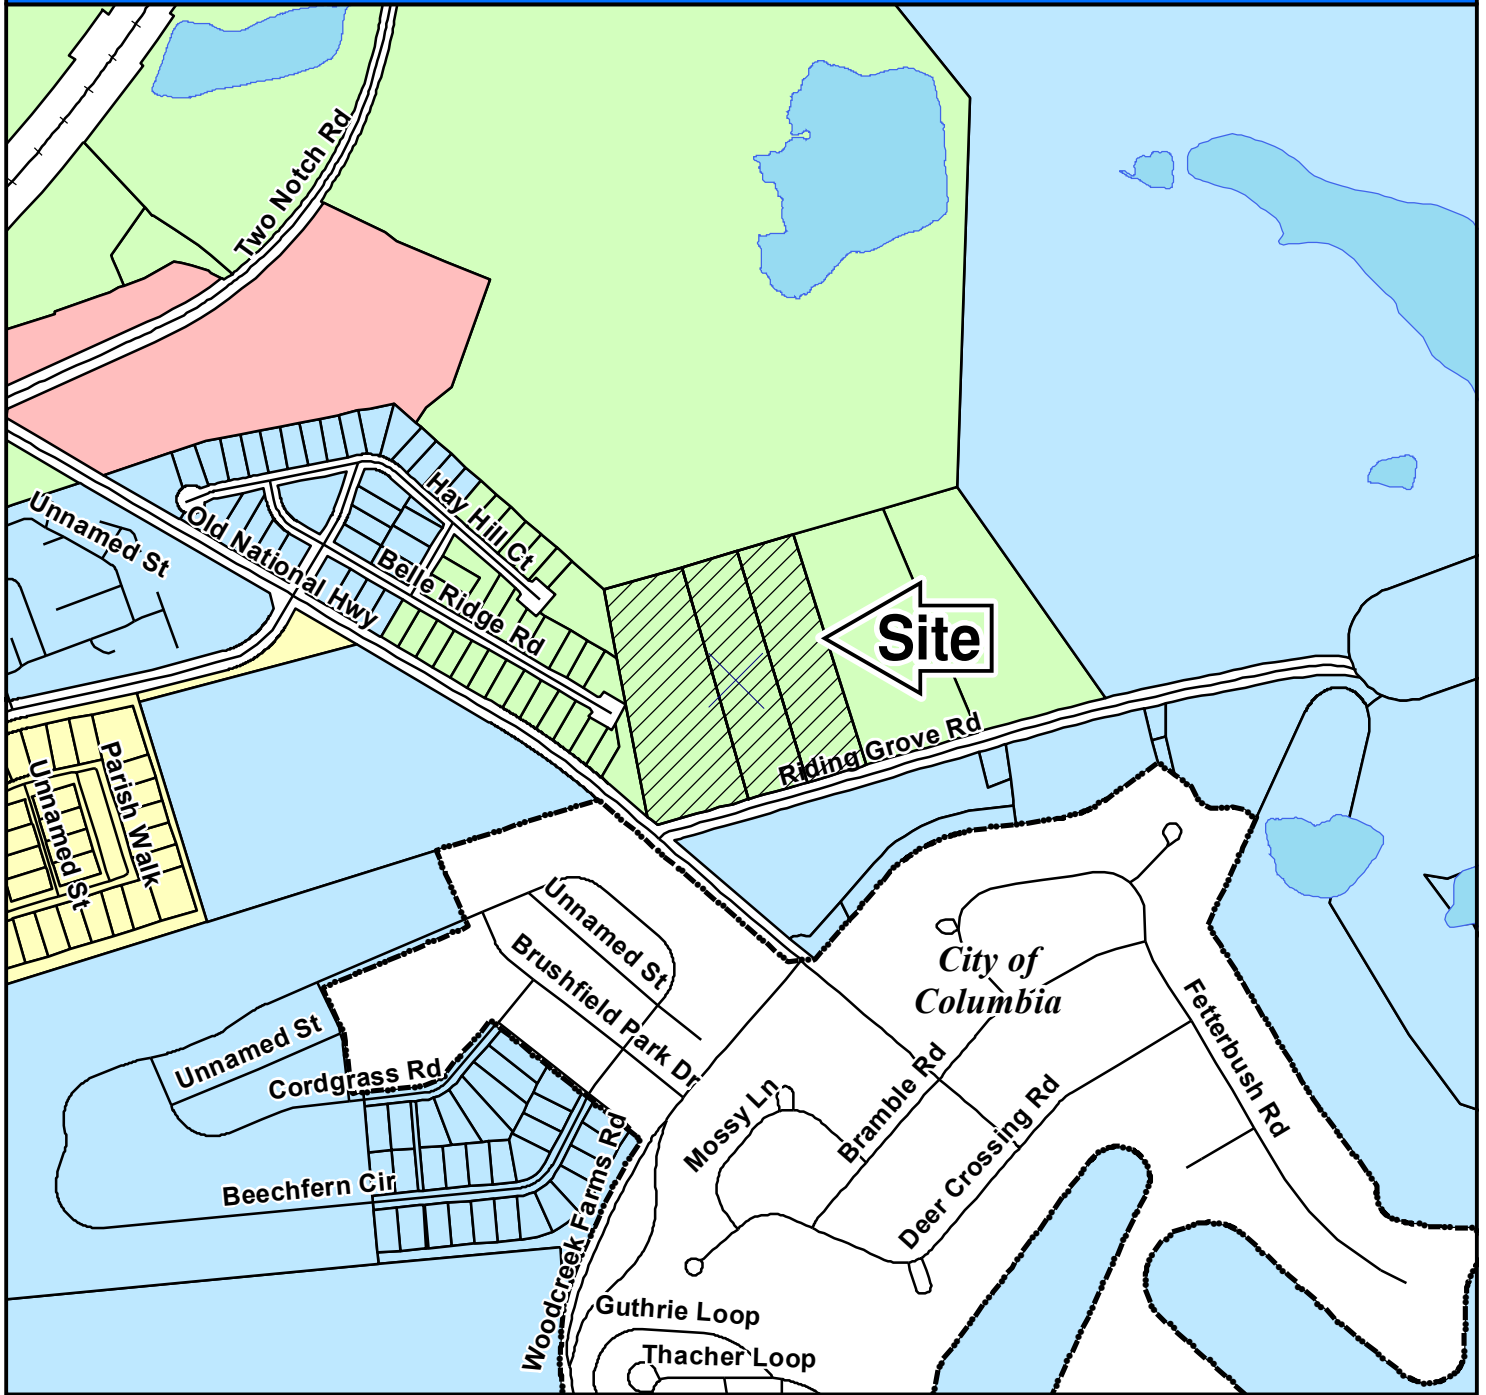 Two Notch Rd
Hay Hill Ct
Unnamed St
Old National Hwy
Belle Ridge Rd
Site
Riding Grove Rd
Parish Walk
Unnamed St
Unnamed St
Brushfield Park Dr
City of
Columbia
Fetterbush Rd
Unnamed St
Cordgrass Rd
Mossy Ln
Bramble Rd
Deer Crossing Rd
Beechfern Cir
Woodcreek Farms Rd
Guthrie Loop
Thacher Loop